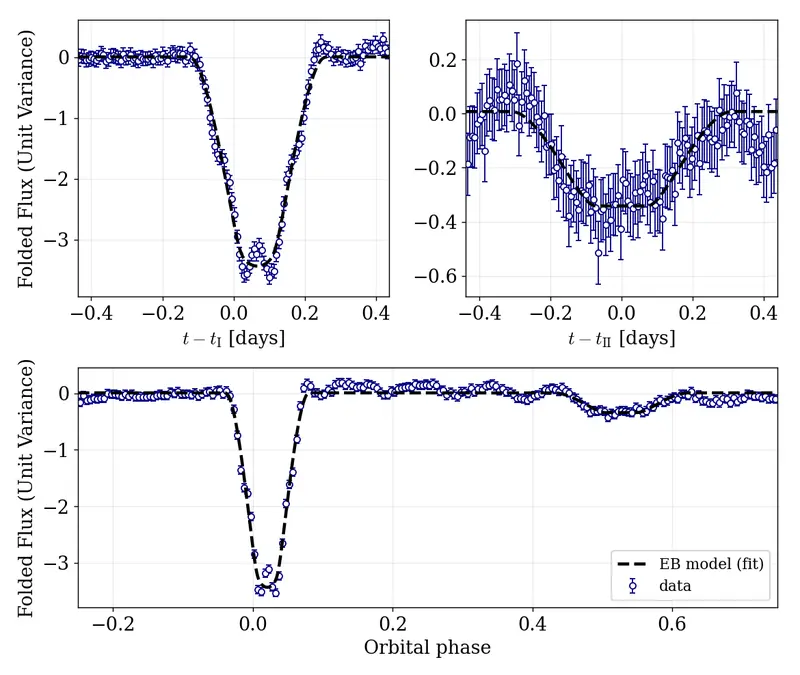 Folded Flux (Unit Variance)
0
−1
−2
−3
−0.4 −0.2 0.0 0.2 0.4
t − tI [days]
0.2
0.0
−0.2
−0.4
−0.6
−0.4 −0.2 0.0 0.2 0.4
t − tII [days]
Folded Flux (Unit Variance)
0
−1
−2
−3
−0.2 0.0 0.2 0.4 0.6
Orbital phase
EB model (fit)
data